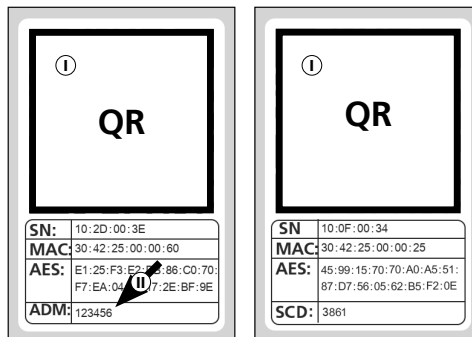 I
QR
SN: 10:2D:00:3E
MAC: 30:42:25:00:00:60
AES: E1:25:F3:E2: :86:C0:70:
F7:EA:04: :2E:BF:9E
II
ADM: 123456
I
QR
SN 10:0F:00:34
MAC: 30:42:25:00:00:25
AES: 45:99:15:70:70:A0:A5:51:
87:D7:56:05:62:B5:F2:0E
SCD: 3861